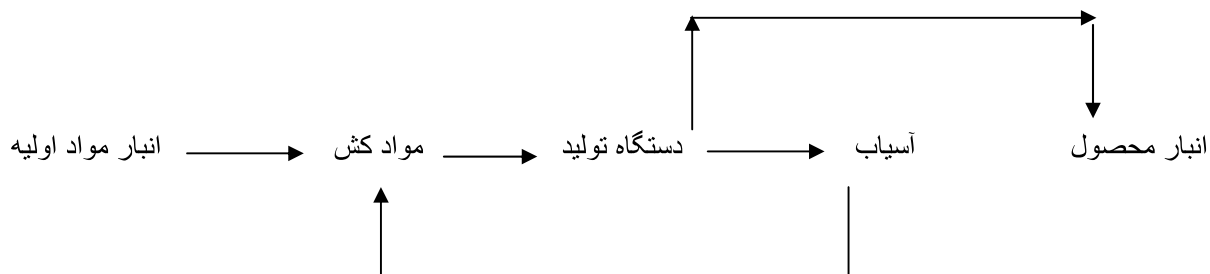 انبار مواد اولیه
مواد کش
دستگاه تولید
آسیاب
انبار محصول